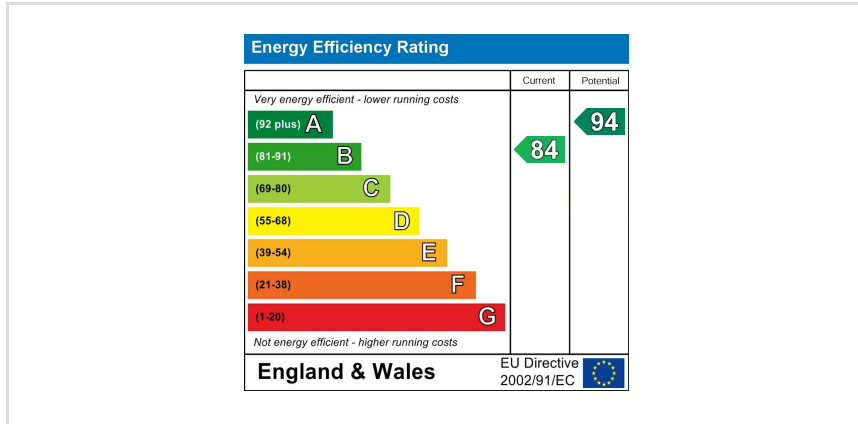 Energy Efficiency Rating
Current Potential
Very energy efficient - lower running costs
(92 plus) A
94
(81-91) B
84
(69-80) C
(55-68) D
(39-54) E
(21-38) F
(1-20) G
Not energy efficient - higher running costs
England & Wales
EU Directive
2002/91/EC